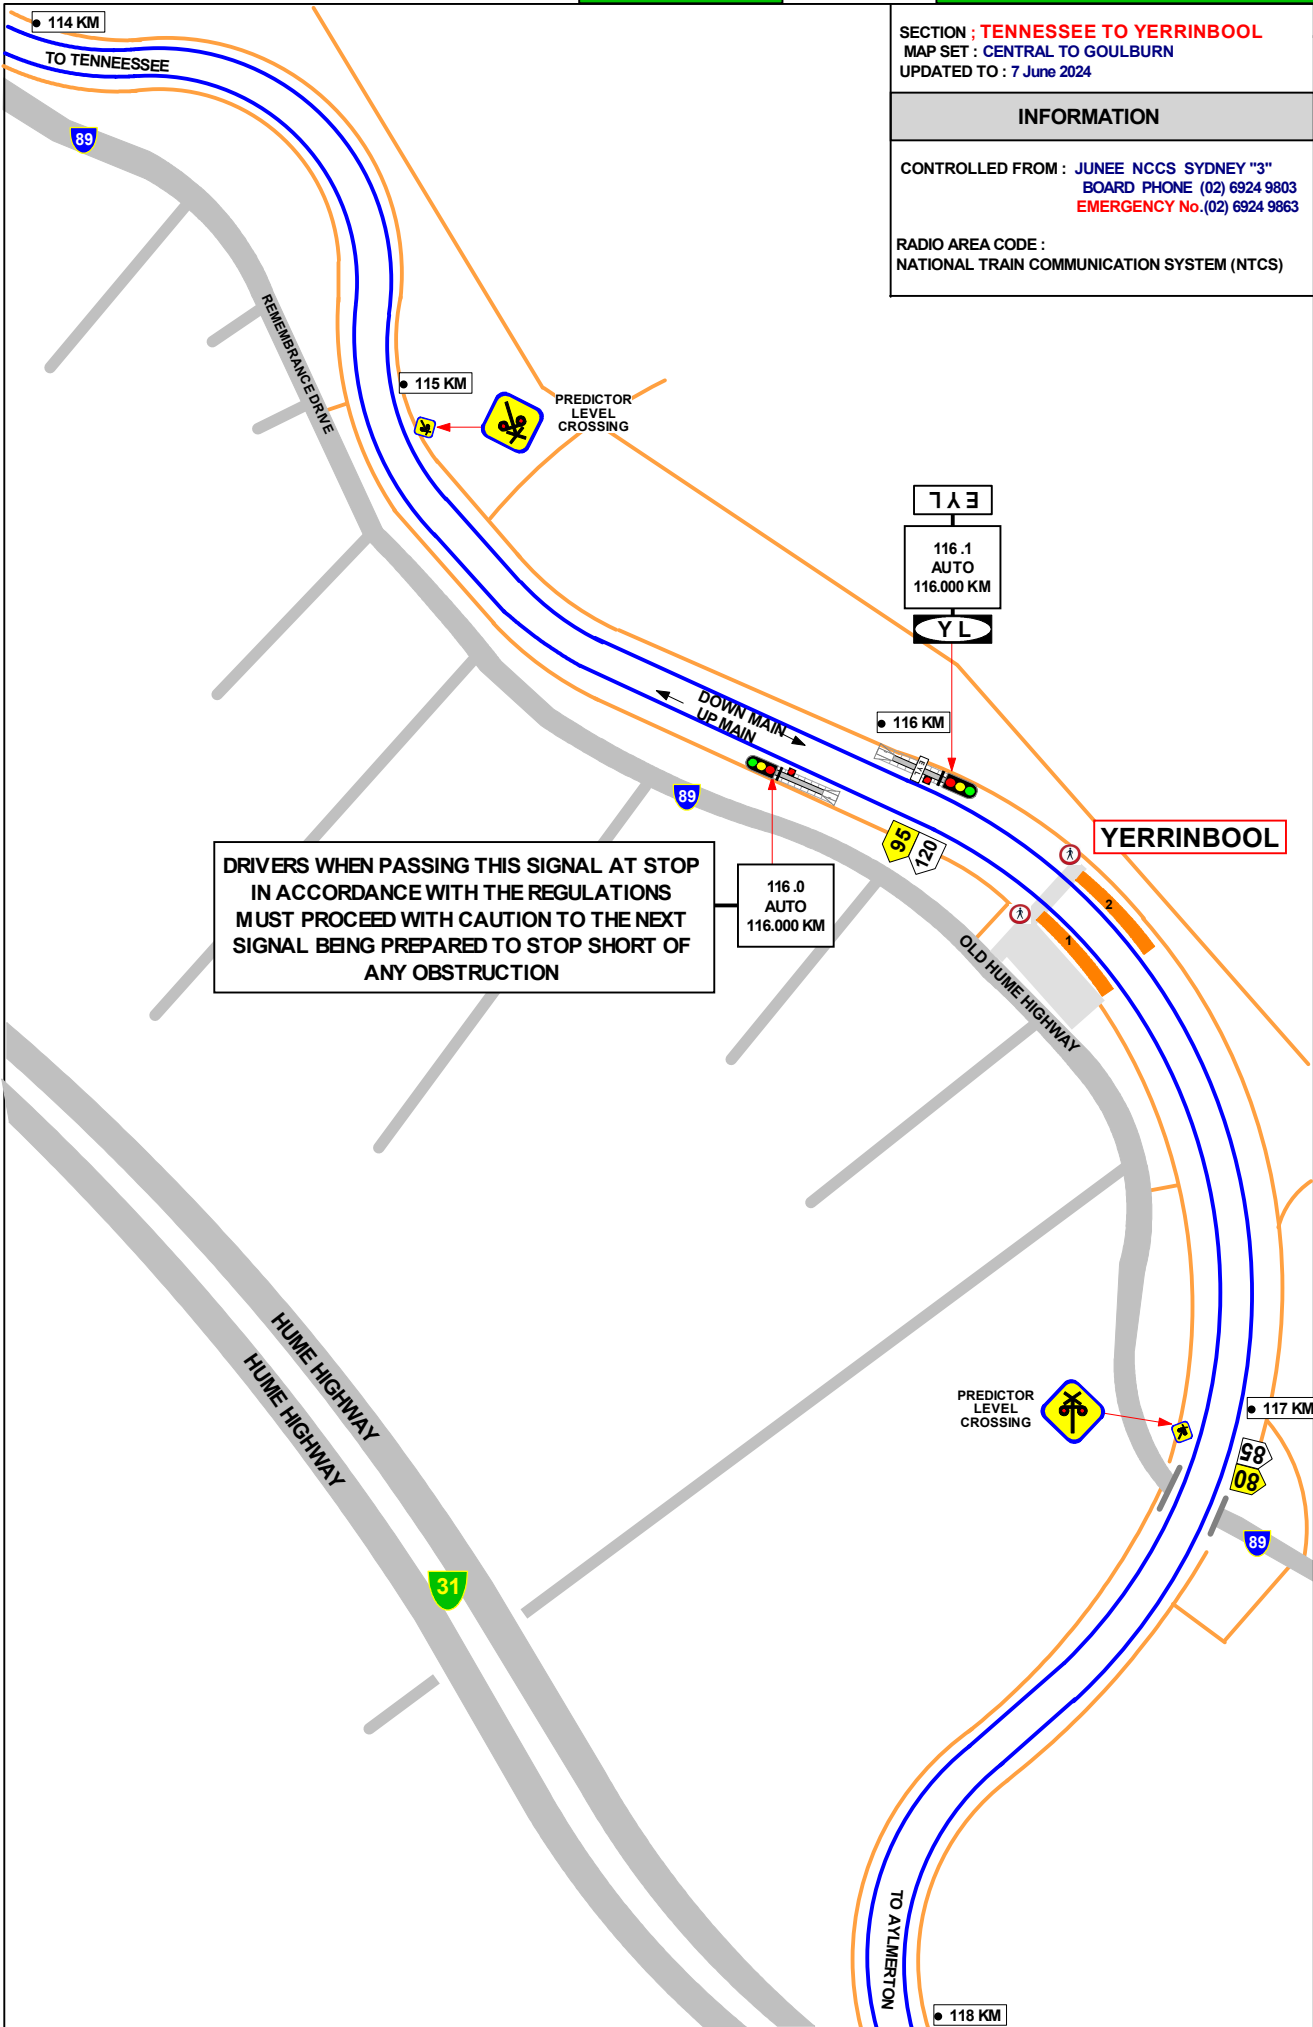 114 KM
TO TENNEESSEE
SECTION ; TENNESSEE TO YERRINBOOL
MAP SET : CENTRAL TO GOULBURN
UPDATED TO : 7 June 2024
INFORMATION
CONTROLLED FROM : JUNEE NCCS SYDNEY "3"
BOARD PHONE (02) 6924 9803
EMERGENCY No.(02) 6924 9863
RADIO AREA CODE :
NATIONAL TRAIN COMMUNICATION SYSTEM (NTCS)
89
REMEMBRANCE DRIVE
115 KM
PREDICTOR
LEVEL
CROSSING
EYL
116 .1
AUTO
116.000 KM
Y L
DOWN MAIN
UP MAIN
116 KM
EYL
89
95
120
YERRINBOOL
DRIVERS WHEN PASSING THIS SIGNAL AT STOP
IN ACCORDANCE WITH THE REGULATIONS
MUST PROCEED WITH CAUTION TO THE NEXT
SIGNAL BEING PREPARED TO STOP SHORT OF
ANY OBSTRUCTION
116 .0
AUTO
116.000 KM
2
1
OLD HUME HIGHWAY
HUME HIGHWAY
HUME HIGHWAY
PREDICTOR
LEVEL
CROSSING
117 KM
85
80
89
31
TO AYLMERTON
118 KM